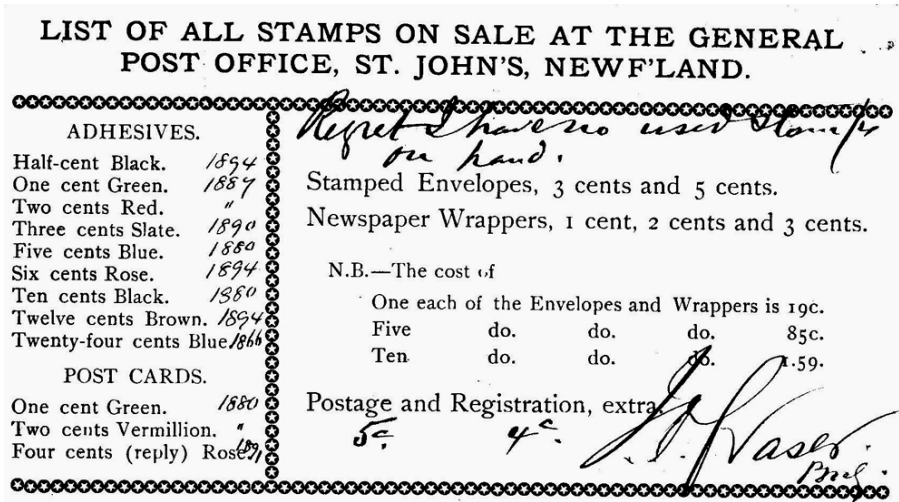 LIST OF ALL STAMPS ON SALE AT THE GENERAL
POST OFFICE, ST. JOHN'S, NEWF'LAND.
ADHESIVES.
Half-cent Black. 1894
One cent Green. 1887
Two cents Red. "
Three cents Slate. 1890
Five cents Blue. 1880
Six cents Rose. 1894
Ten cents Black. 1880
Twelve cents Brown. 1894
Twenty-four cents Blue 1866
POST CARDS.
One cent Green. 1880
Two cents Vermillion. "
Four cents (reply) Rose
Regret I have no used stamps
on hand.
Stamped Envelopes, 3 cents and 5 cents.
Newspaper Wrappers, 1 cent, 2 cents and 3 cents.
N.B.—The cost of
One each of the Envelopes and Wrappers is 19c.
Five do. do. do. 85c.
Ten do. do. do. 1.59.
Postage and Registration, extra.
5c. 4c.
J. O. Fraser